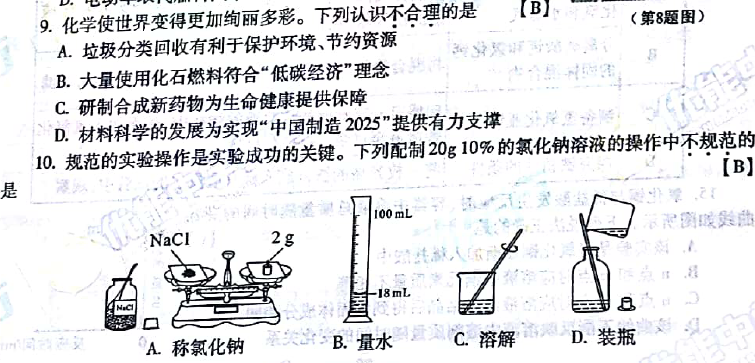 9. 化学使世界变得更加绚丽多彩。下列认识不合理的是 【B】
(第8题图)
A. 垃圾分类回收有利于保护环境、节约资源
B. 大量使用化石燃料符合“低碳经济”理念
C. 研制合成新药物为生命健康提供保障
D. 材料科学的发展为实现“中国制造2025”提供有力支撑
10. 规范的实验操作是实验成功的关键。下列配制20g 10%的氯化钠溶液的操作中不规范的
是 【B】
NaCl 2 g
NaCl
100 mL
18mL
A. 称氯化钠 B. 量水 C. 溶解 D. 装瓶